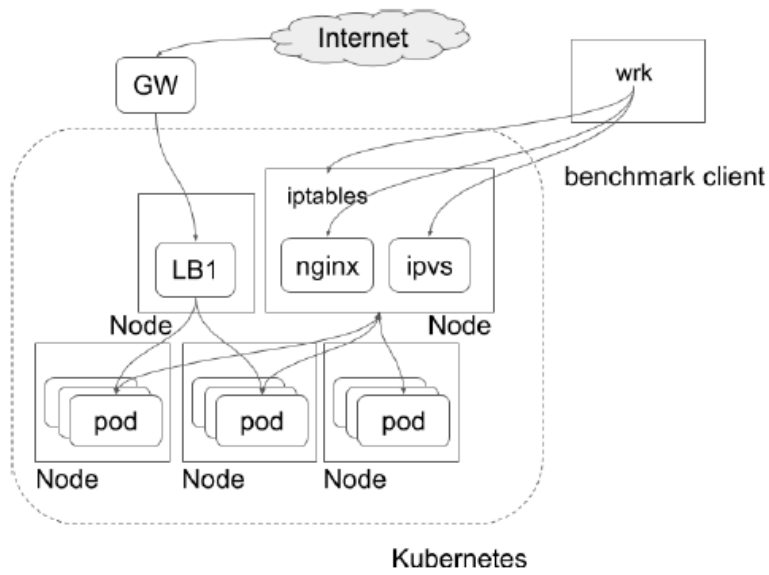 Internet
GW
wrk
benchmark client
iptables
nginx
ipvs
LB1
Node
Node
pod
pod
pod
Node
Node
Node
Kubernetes